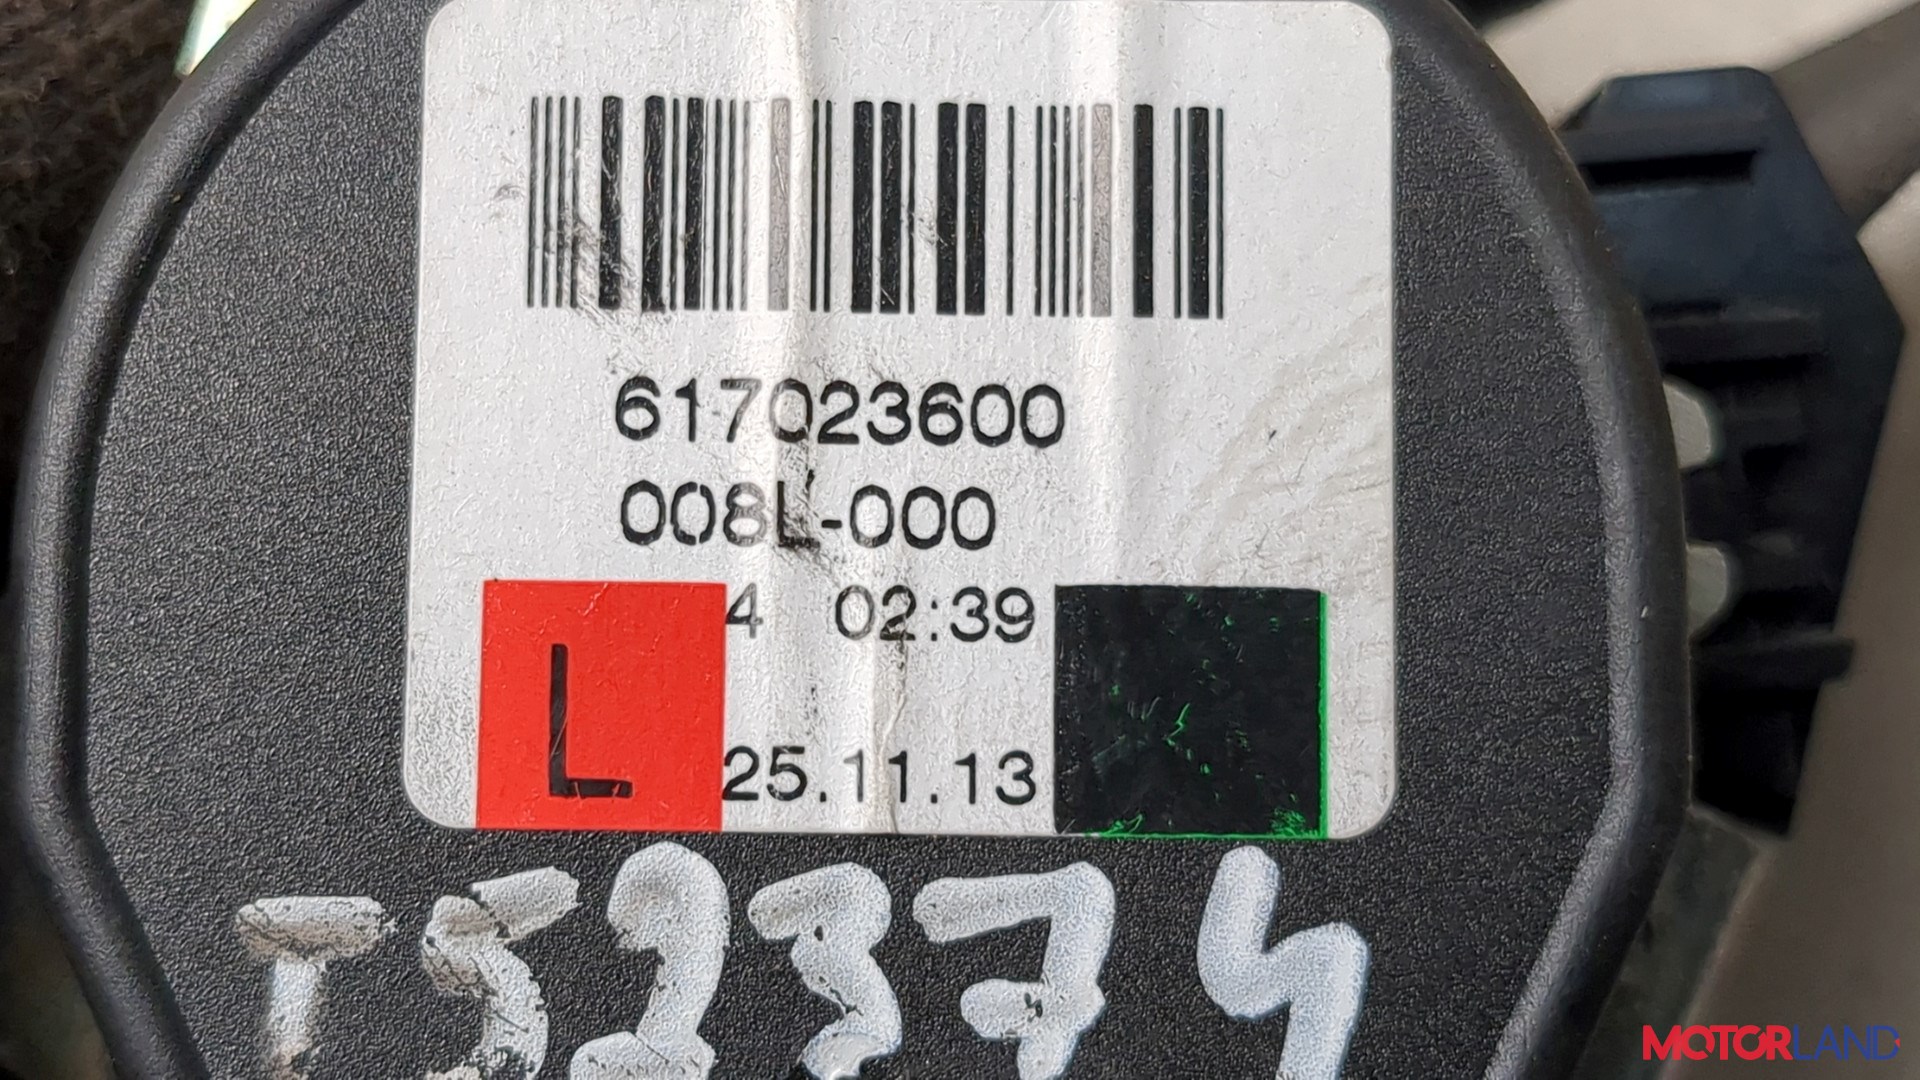 617023600
008L-000
4 02:39
L
25.11.13
T52374
MOTORLAND